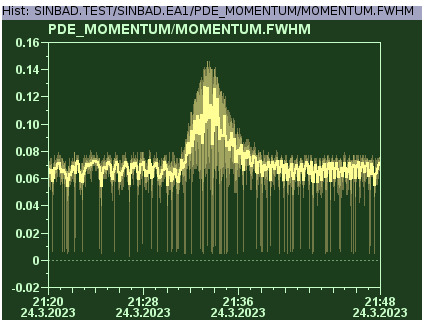 Hist: SINBAD.TEST/SINBAD.EA1/PDE_MOMENTUM/MOMENTUM.FWHM
PDE_MOMENTUM/MOMENTUM.FWHM
0.16
0.14
0.12
0.10
0.08
0.06
0.04
0.02
0
-0.02
21:20 21:28 21:36 21:48
24.3.2023 24.3.2023 24.3.2023 24.3.2023